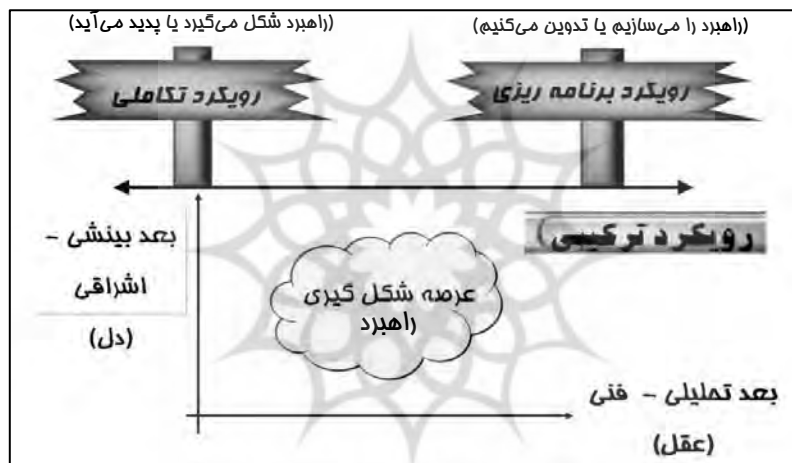 (راهبرد را می‌سازیم یا تدوین می‌کنیم)
(راهبرد شکل می‌گیرد یا پدید می‌آید)
رویکرد برنامه ریزی
رویکرد تکاملی
رویکرد ترکیبی)
بعد بینشی -
اشراقی
(دل)
عرصه شکل گیری
راهبرد
بعد تحلیلی - فنی
(عقل)